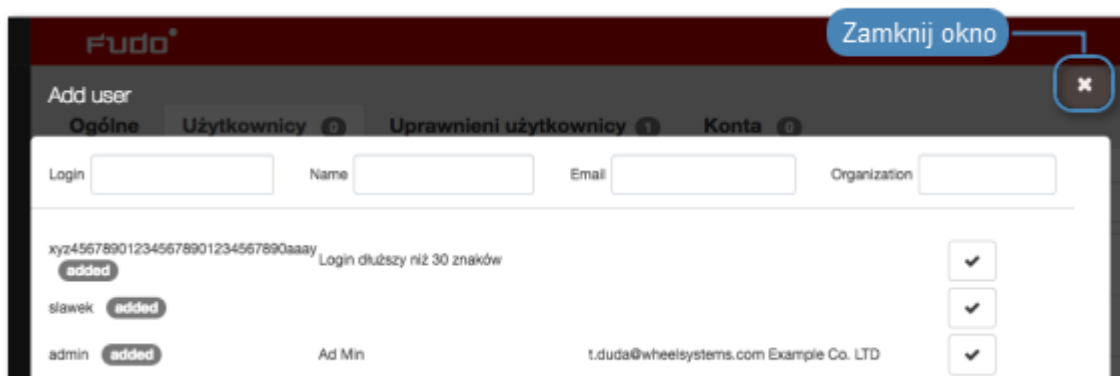 Zamknij okno
Fudo
Add user
Ogólne Użytkownicy 0 Uprawnieni użytkownicy 1 Konta 0
Login Name Email Organization
xyz456789012345678901234567890aaay Login dłuższy niż 30 znaków
added
slawek added
admin added Ad Min t.duda@wheelsystems.com Example Co. LTD